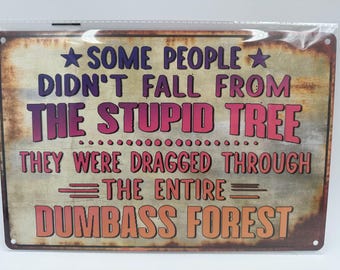 ★ SOME PEOPLE ★
DIDN'T FALL FROM
THE STUPID TREE
THEY WERE DRAGGED THROUGH
THE ENTIRE
DUMBASS FOREST